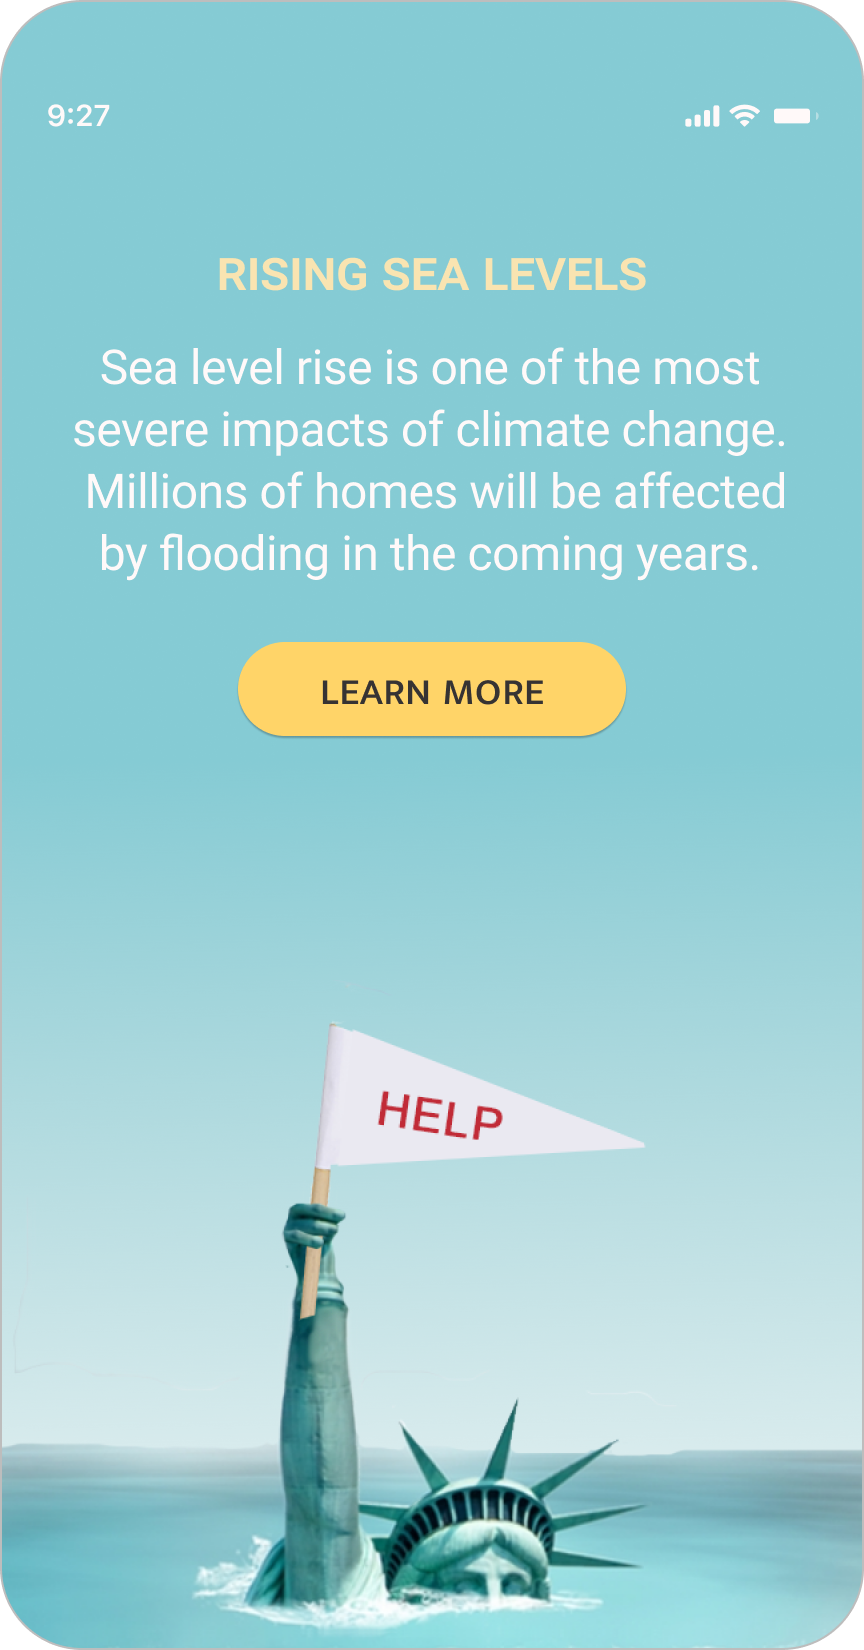 9:27
RISING SEA LEVELS
Sea level rise is one of the most
severe impacts of climate change.
Millions of homes will be affected
by flooding in the coming years.
LEARN MORE
HELP